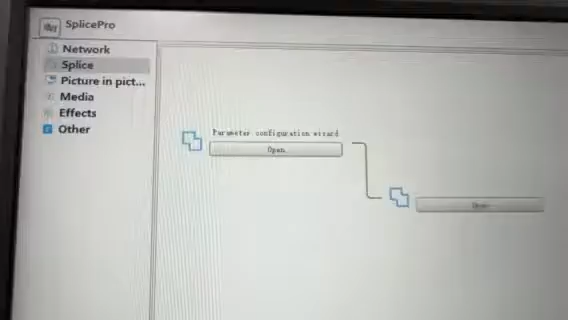 SplicePro
Network
Splice
Picture in pict...
Media
Effects
Other
Parameter configuration wizard
Open